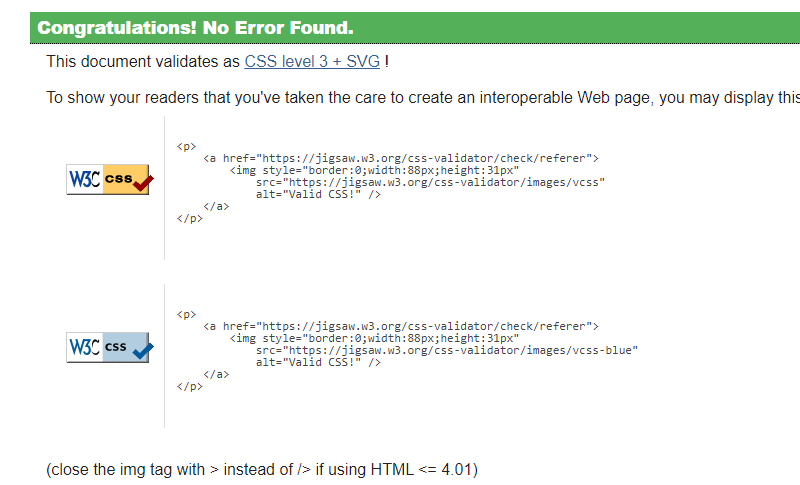 Congratulations! No Error Found.
This document validates as CSS level 3 + SVG !
To show your readers that you've taken the care to create an interoperable Web page, you may display this
W3C css
<p>
<a href="https://jigsaw.w3.org/css-validator/check/referer">
<img style="border:0;width:88px;height:31px"
src="https://jigsaw.w3.org/css-validator/images/vcss"
alt="Valid CSS!" />
</a>
</p>
W3C css
<p>
<a href="https://jigsaw.w3.org/css-validator/check/referer">
<img style="border:0;width:88px;height:31px"
src="https://jigsaw.w3.org/css-validator/images/vcss-blue"
alt="Valid CSS!" />
</a>
</p>
(close the img tag with > instead of /> if using HTML <= 4.01)